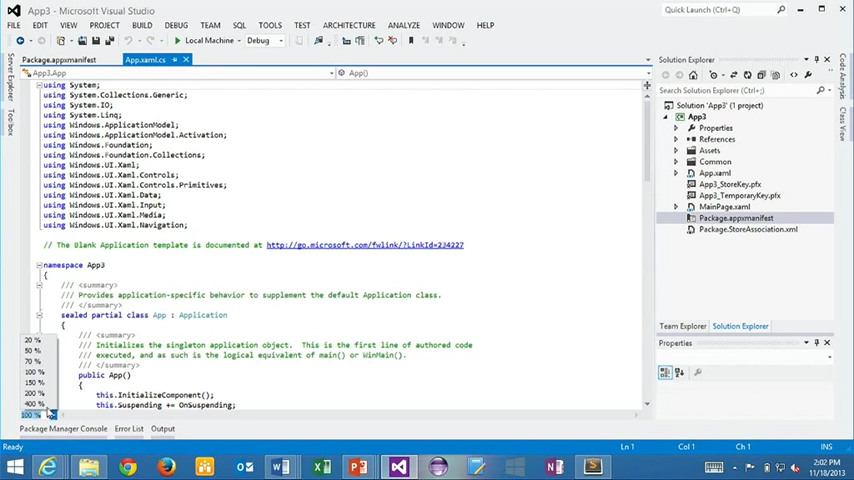 App3 - Microsoft Visual Studio
Quick Launch (Ctrl+Q)
FILE EDIT VIEW PROJECT BUILD DEBUG TEAM SQL TOOLS TEST ARCHITECTURE ANALYZE WINDOW HELP
Local Machine Debug
Package.appxmanifest App.xaml.cs
App3.App App()
using System;
using System.Collections.Generic;
using System.IO;
using System.Linq;
using Windows.ApplicationModel;
using Windows.ApplicationModel.Activation;
using Windows.Foundation;
using Windows.Foundation.Collections;
using Windows.UI.Xaml;
using Windows.UI.Xaml.Controls;
using Windows.UI.Xaml.Controls.Primitives;
using Windows.UI.Xaml.Data;
using Windows.UI.Xaml.Input;
using Windows.UI.Xaml.Media;
using Windows.UI.Xaml.Navigation;
// The Blank Application template is documented at http://go.microsoft.com/fwlink/?LinkId=234227
namespace App3
{
/// <summary>
/// Provides application-specific behavior to supplement the default Application class.
/// </summary>
sealed partial class App : Application
{
/// <summary>
/// Initializes the singleton application object.  This is the first line of authored code
/// executed, and as such is the logical equivalent of main() or WinMain().
/// </summary>
public App()
{
this.InitializeComponent();
this.Suspending += OnSuspending;
20 %
50 %
70 %
100 %
150 %
200 %
400 %
100 %
Server Explorer
Toolbox
Solution Explorer
Search Solution Explorer (Ctrl+;)
Solution 'App3' (1 project)
App3
Properties
References
Assets
Common
App.xaml
App3_StoreKey.pfx
App3_TemporaryKey.pfx
MainPage.xaml
Package.appxmanifest
Package.StoreAssociation.xml
Team Explorer Solution Explorer
Properties
Code Analysis
Class View
Package Manager Console Error List Output
Ready Ln 1 Col 1 Ch 1 INS
2:02 PM
11/18/2013